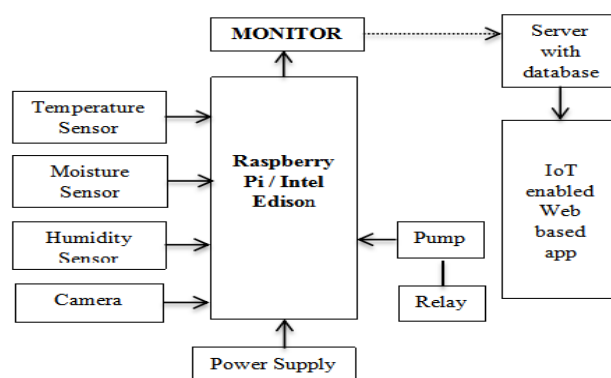 MONITOR
Server
with
database
Temperature
Sensor
Moisture
Sensor
Humidity
Sensor
Camera
Raspberry
Pi / Intel
Edison
Pump
Relay
IoT
enabled
Web
based
app
Power Supply